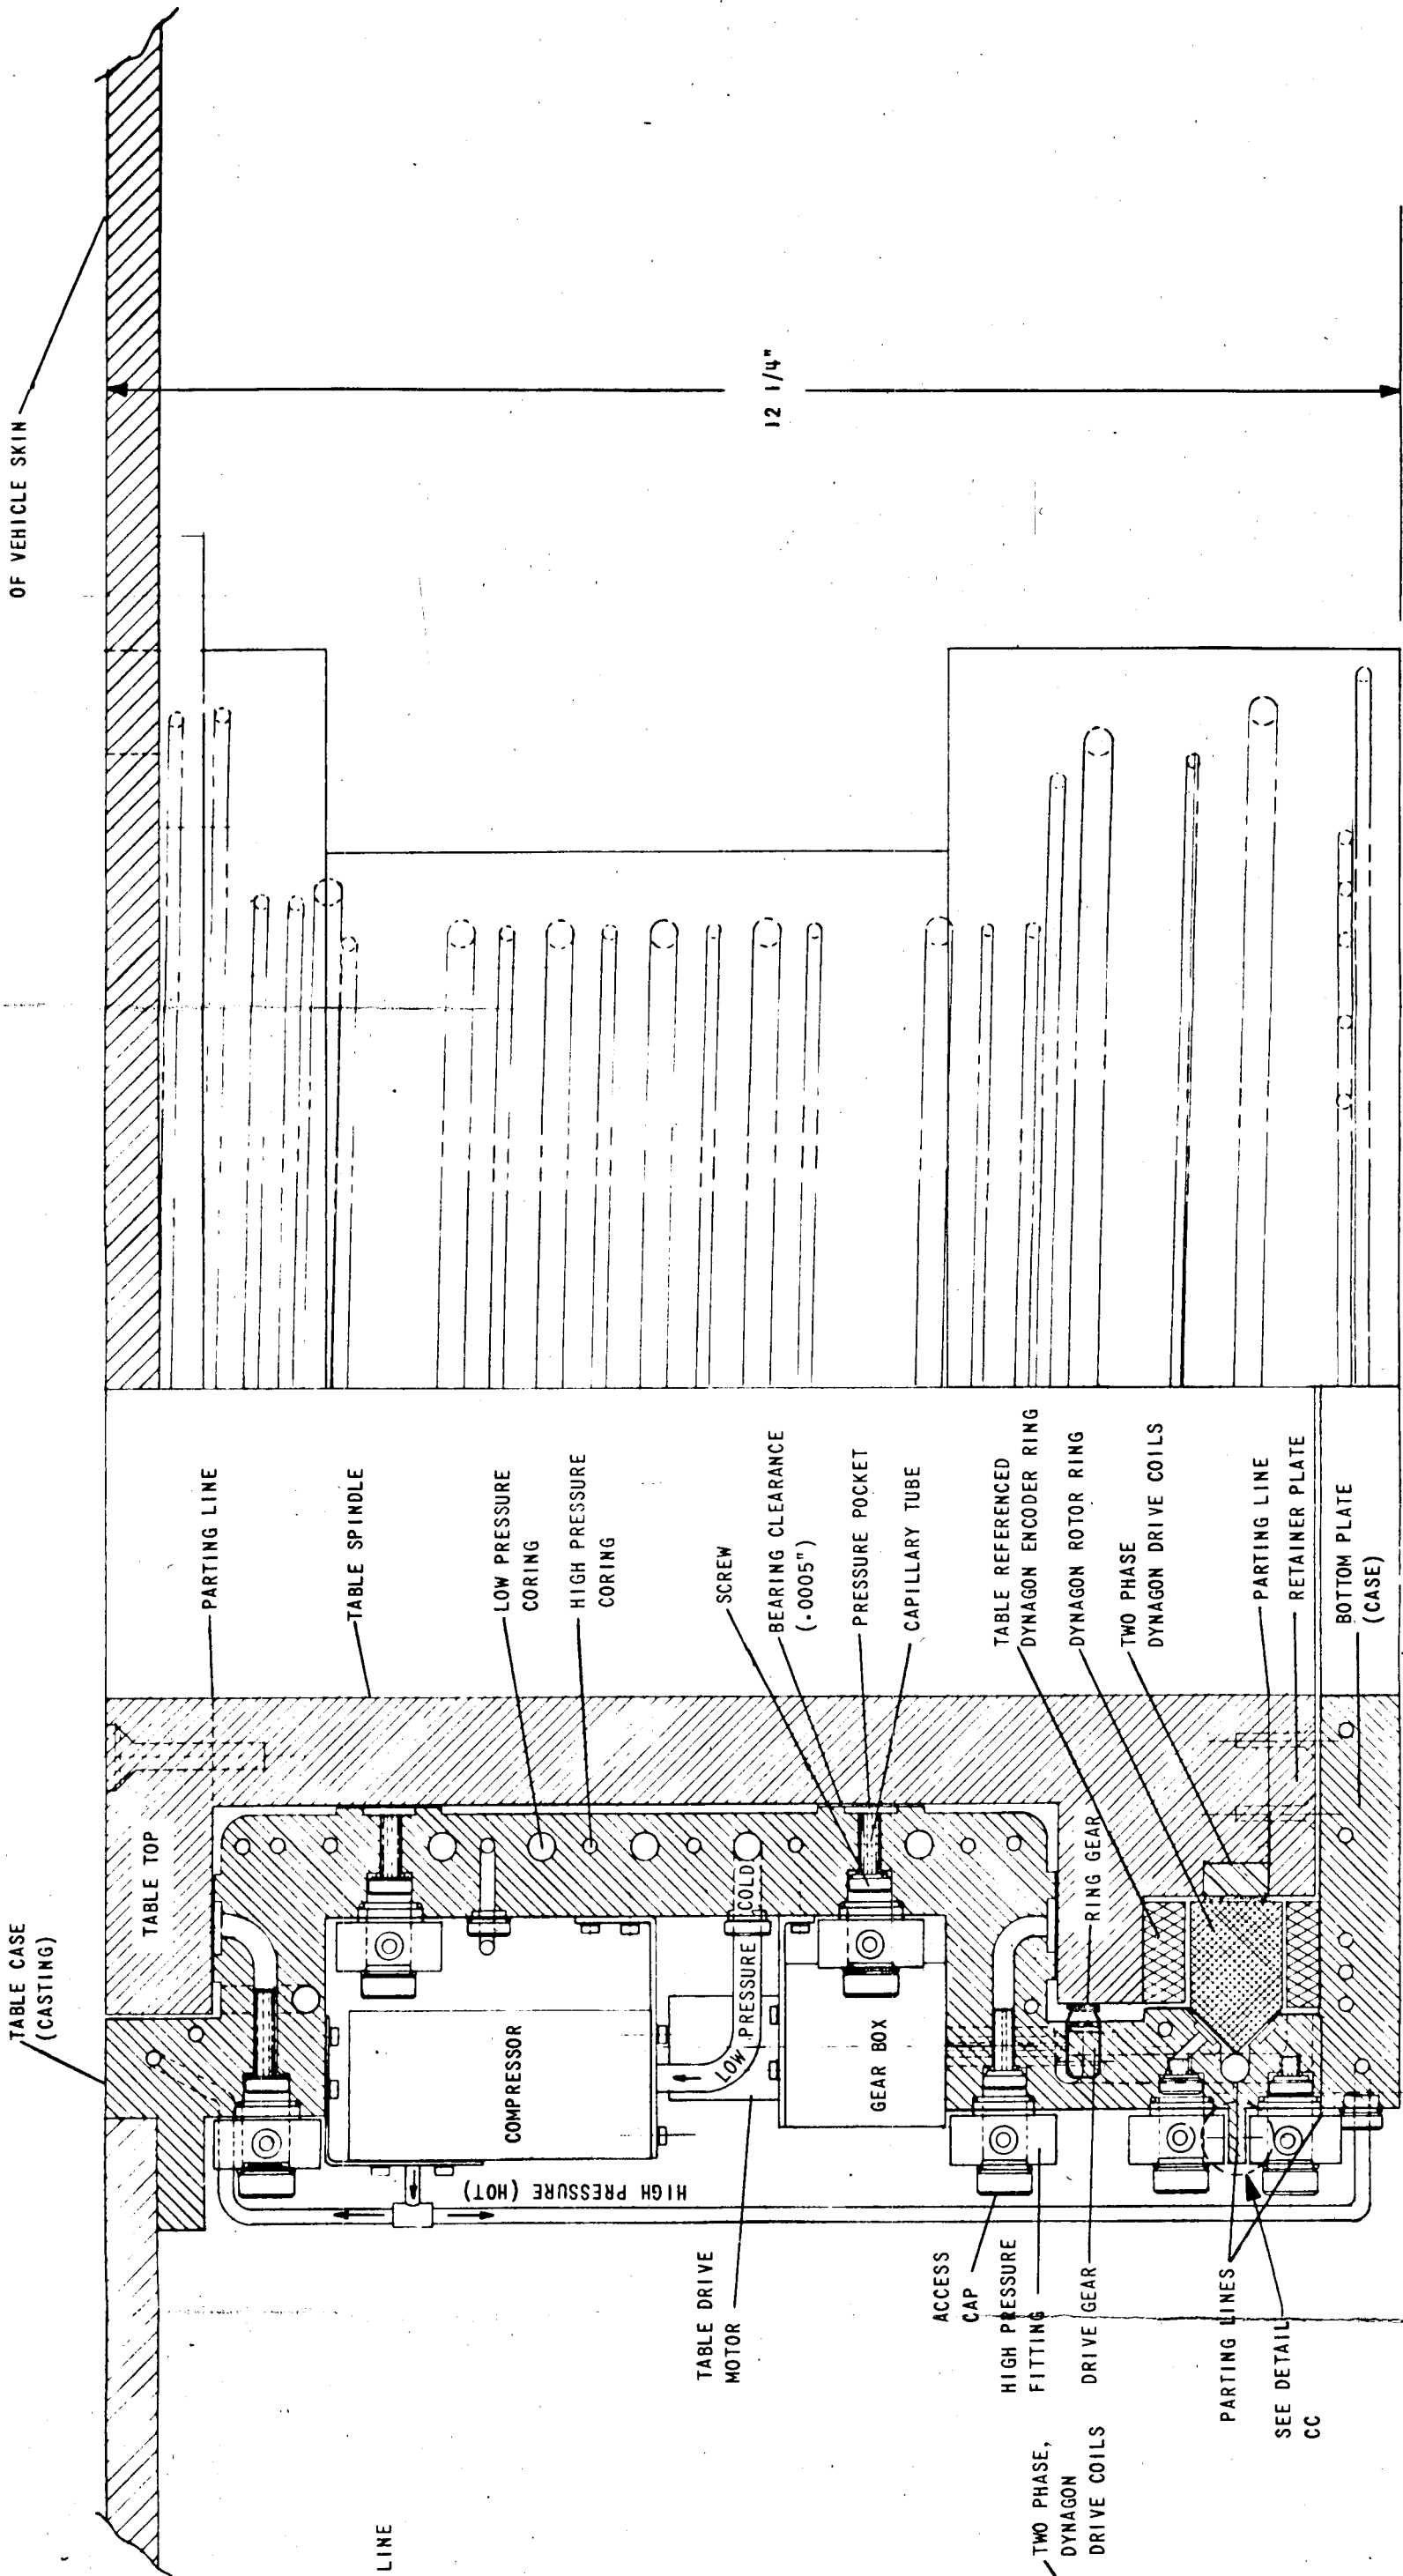 OF VEHICLE SKIN
12 1/4"
TABLE CASE
(CASTING)
TABLE TOP
PARTING LINE
TABLE SPINDLE
LOW PRESSURE
CORING
HIGH PRESSURE
CORING
SCREW
BEARING CLEARANCE
(.0005")
PRESSURE POCKET
CAPILLARY TUBE
TABLE REFERENCED
DYNAGON ENCODER RING
DYNAGON ROTOR RING
TWO PHASE
DYNAGON DRIVE COILS
PARTING LINE
RETAINER PLATE
BOTTOM PLATE
(CASE)
RING GEAR
COMPRESSOR
LOW PRESSURE COLD
GEAR BOX
HIGH PRESSURE (HOT)
TABLE DRIVE
MOTOR
ACCESS
CAP
HIGH PRESSURE
FITTING
DRIVE GEAR
TWO PHASE,
DYNAGON
DRIVE COILS
PARTING LINES
SEE DETAIL
CC
LINE